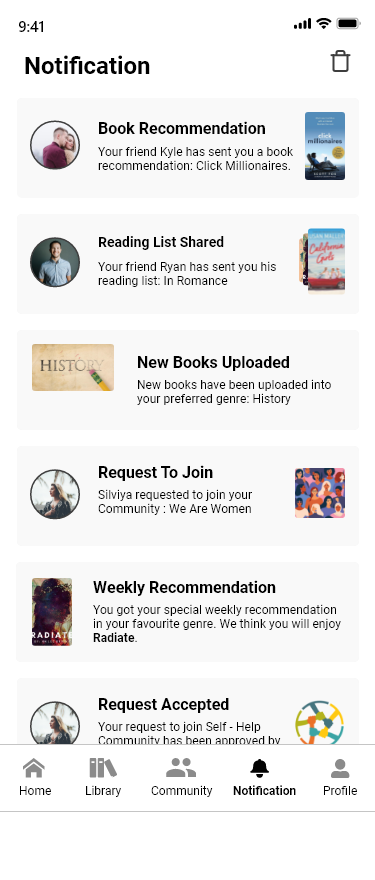 9:41
Notification
Book Recommendation
Your friend Kyle has sent you a book
recommendation: Click Millionaires.
click
millionaires
Reading List Shared
Your friend Ryan has sent you his
reading list: In Romance
California
Girls
HISTORY
New Books Uploaded
New books have been uploaded into
your preferred genre: History
Request To Join
Silviya requested to join your
Community : We Are Women
RADIATE
Weekly Recommendation
You got your special weekly recommendation
in your favourite genre. We think you will enjoy
Radiate.
Request Accepted
Your request to join Self - Help
Community has been approved by
Home
Library
Community
Notification
Profile